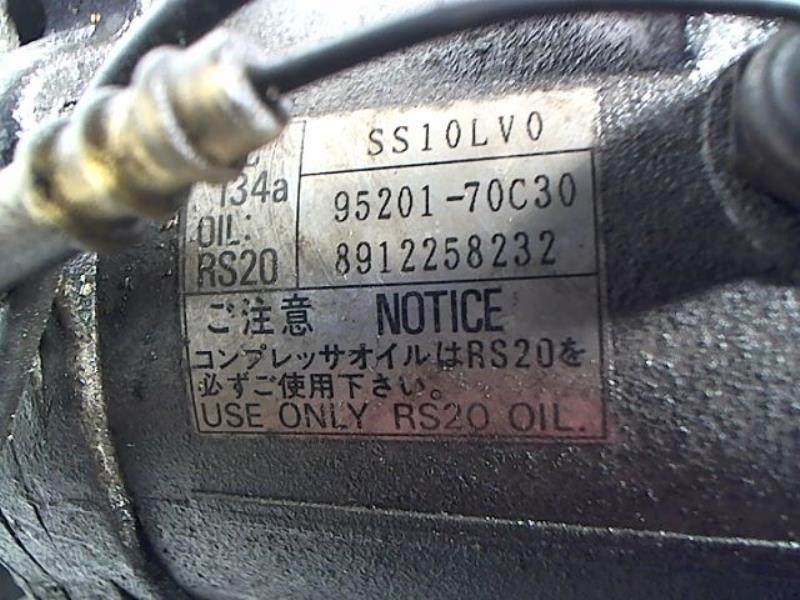 SS10LV0
134a
95201-70C30
OIL:
RS20
8912258232
ご注意 NOTICE
コンプレッサオイルはRS20を
必ずご使用下さい。
USE ONLY RS20 OIL.